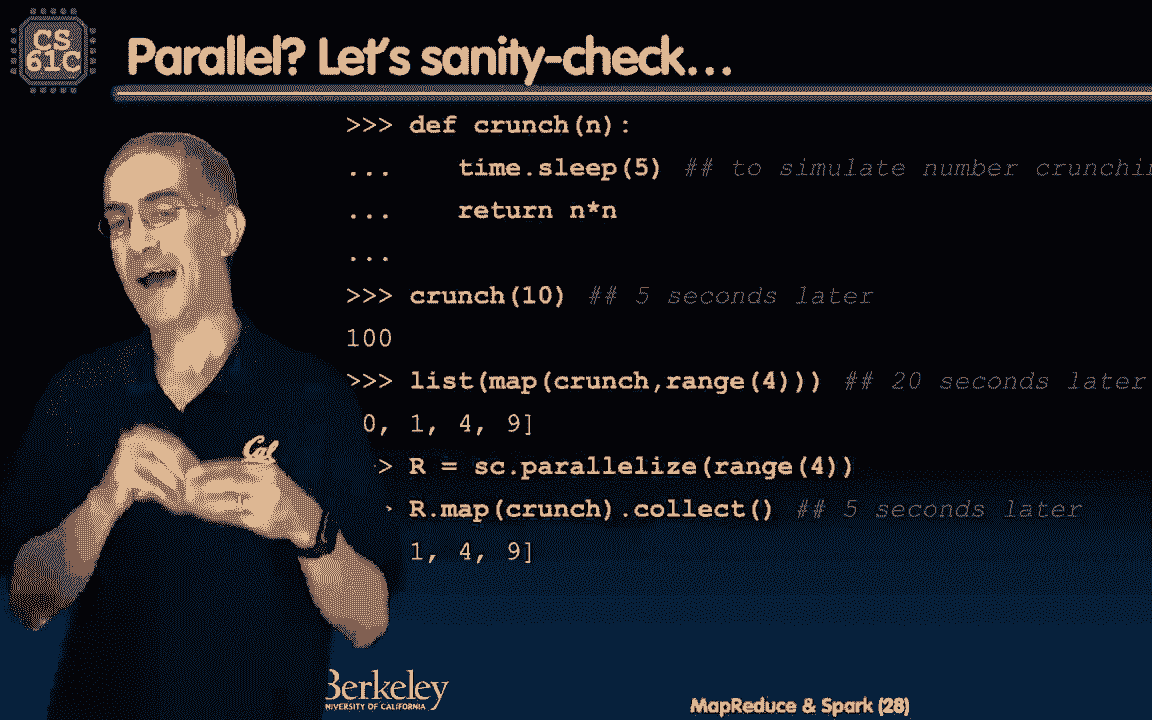 CS
61C
Parallel? Let's sanity-check...
>>> def crunch(n):
... time.sleep(5) ## to simulate number crunchin
... return n*n
...
>>> crunch(10) ## 5 seconds later
100
>>> list(map(crunch,range(4))) ## 20 seconds later
0, 1, 4, 9]
> R = sc.parallelize(range(4))
R.map(crunch).collect() ## 5 seconds later
1, 4, 9]
Cal
Berkeley
UNIVERSITY OF CALIFORNIA
MapReduce & Spark (28)